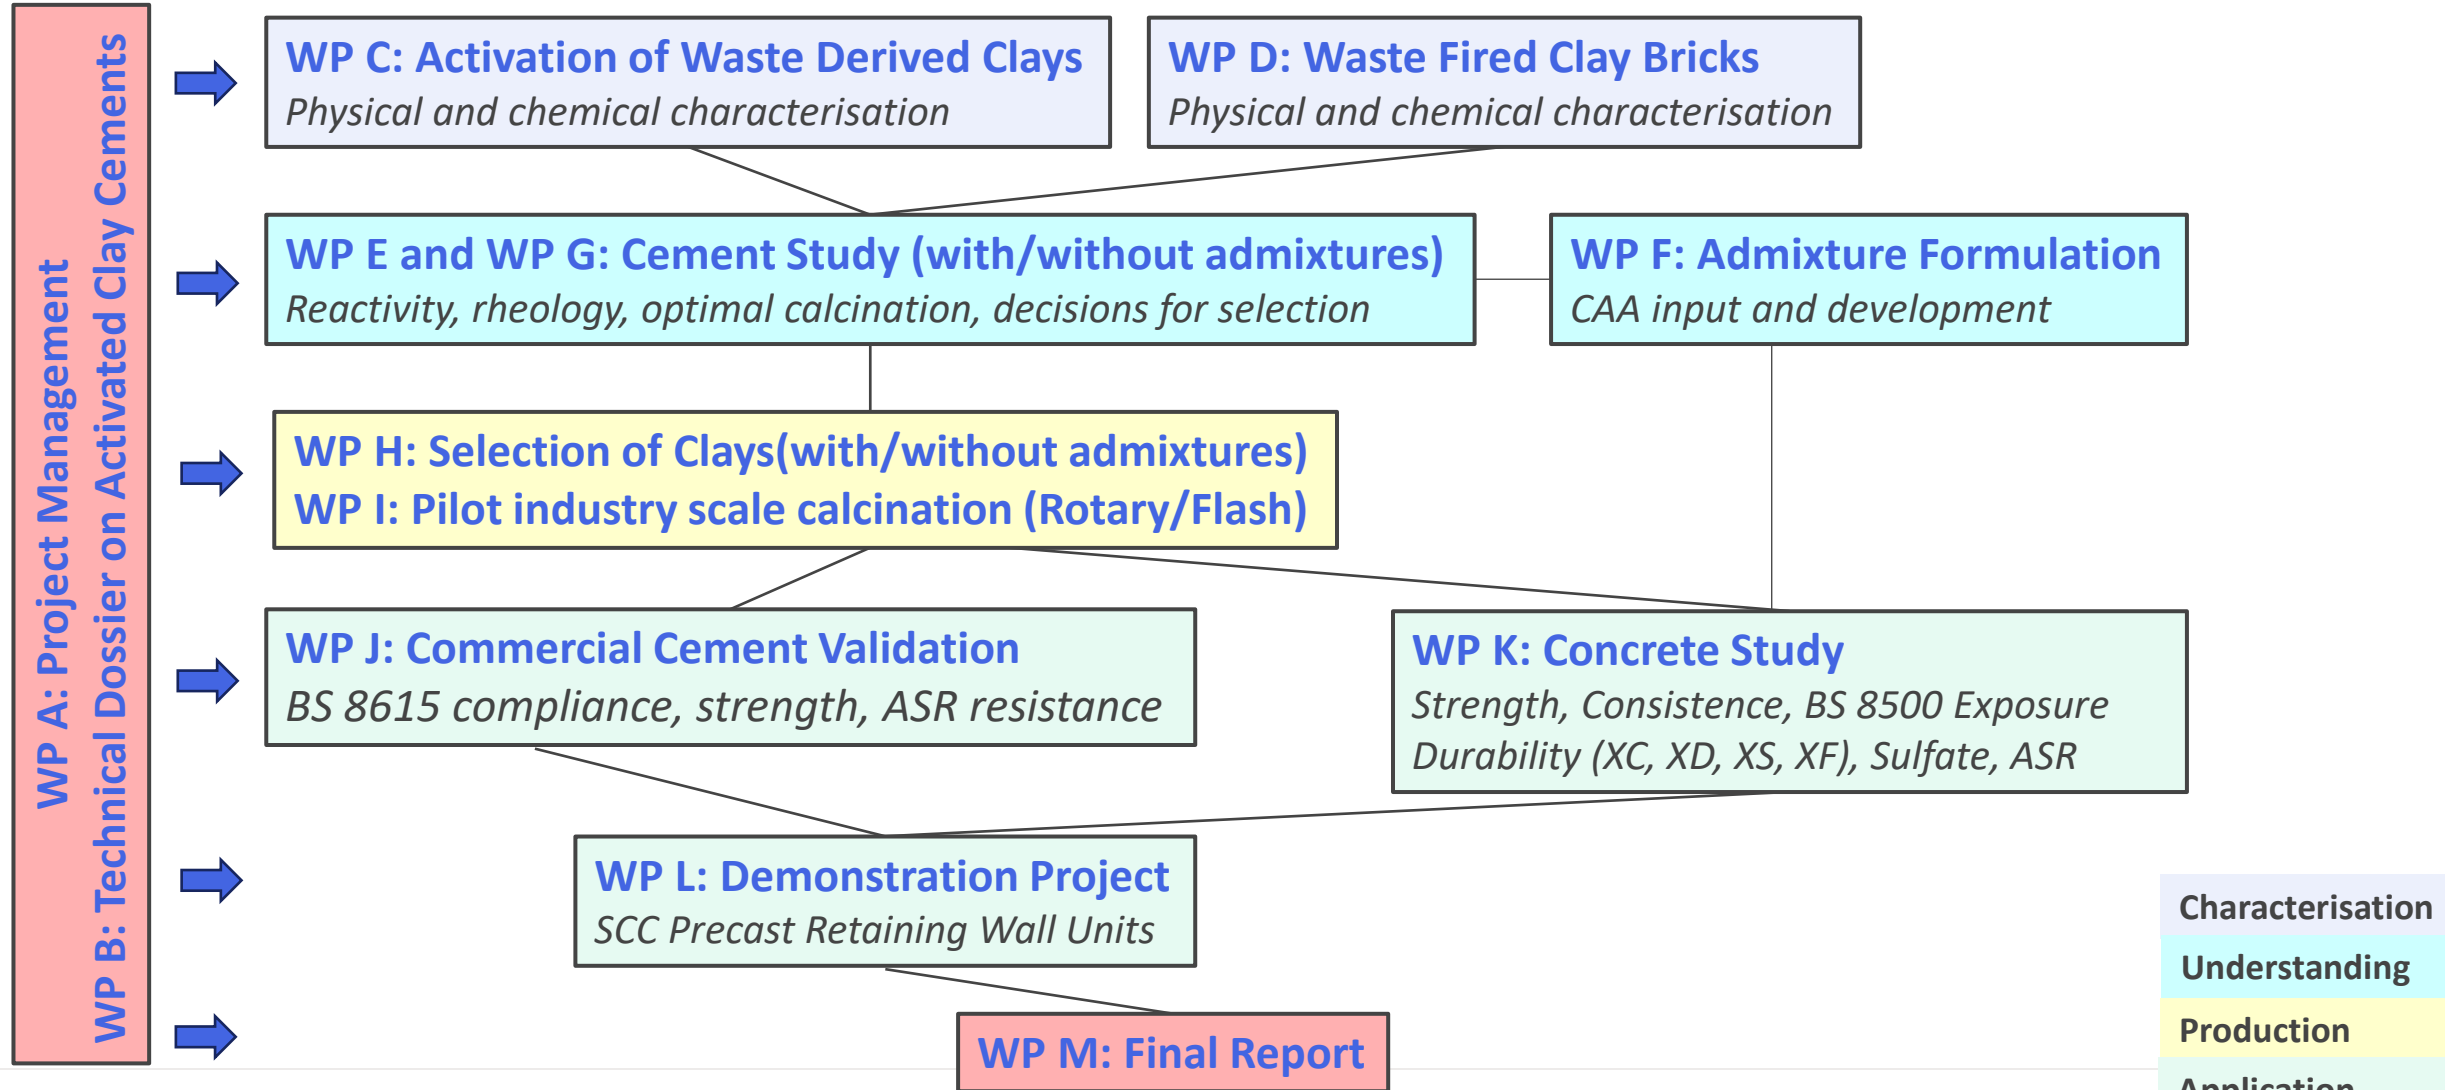 WP A: Project Management
WP B: Technical Dossier on Activated Clay Cements
WP C: Activation of Waste Derived Clays
Physical and chemical characterisation
WP D: Waste Fired Clay Bricks
Physical and chemical characterisation
WP E and WP G: Cement Study (with/without admixtures)
Reactivity, rheology, optimal calcination, decisions for selection
WP F: Admixture Formulation
CAA input and development
WP H: Selection of Clays(with/without admixtures)
WP I: Pilot industry scale calcination (Rotary/Flash)
WP J: Commercial Cement Validation
BS 8615 compliance, strength, ASR resistance
WP K: Concrete Study
Strength, Consistence, BS 8500 Exposure
Durability (XC, XD, XS, XF), Sulfate, ASR
WP L: Demonstration Project
SCC Precast Retaining Wall Units
WP M: Final Report
Characterisation
Understanding
Production
Application